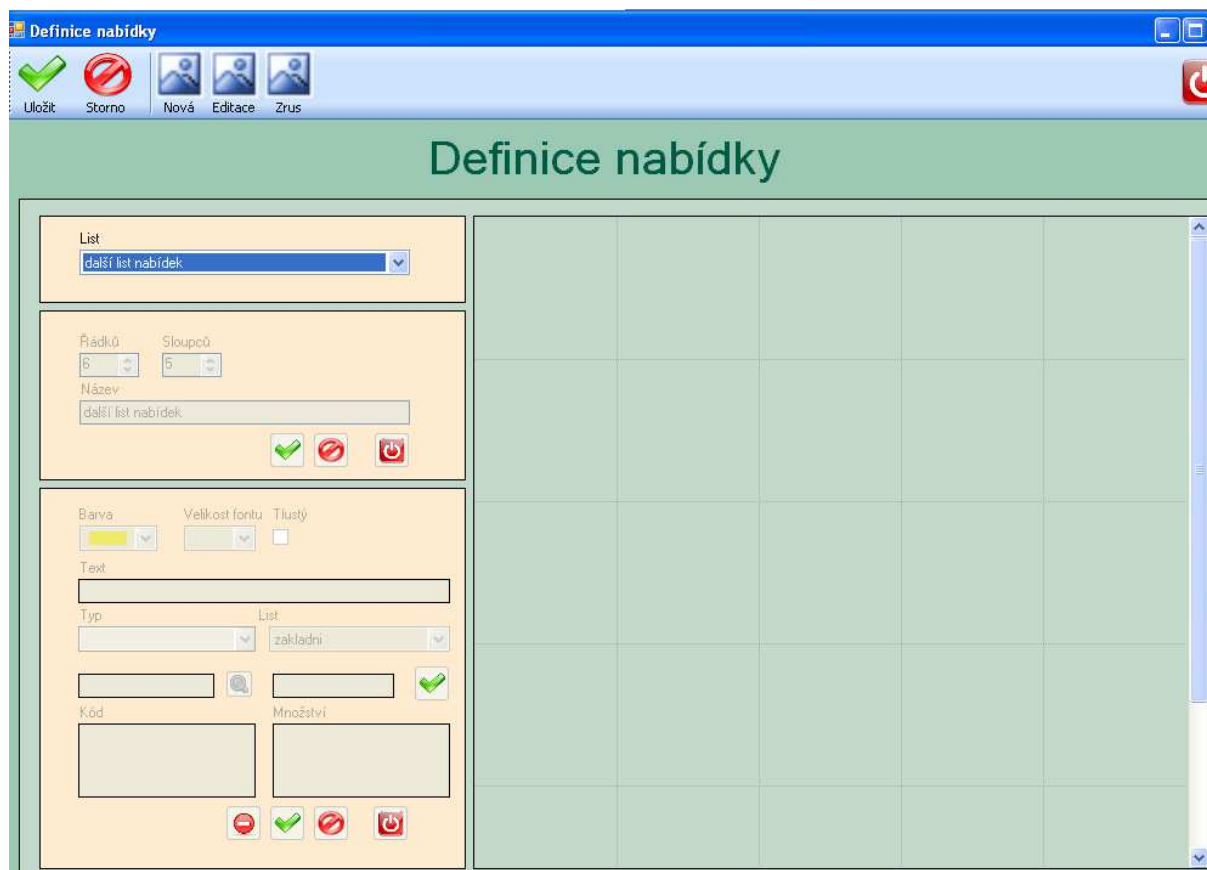 Definice nabídky
Uložit Storno Nová Editace Zrus
Definice nabídky
List
další list nabídek
Řádků Sloupců
6 5
Název
další list nabídek
Barva Velikost fontu Tlustý
Text
Typ List
zakladni
Kód Množství